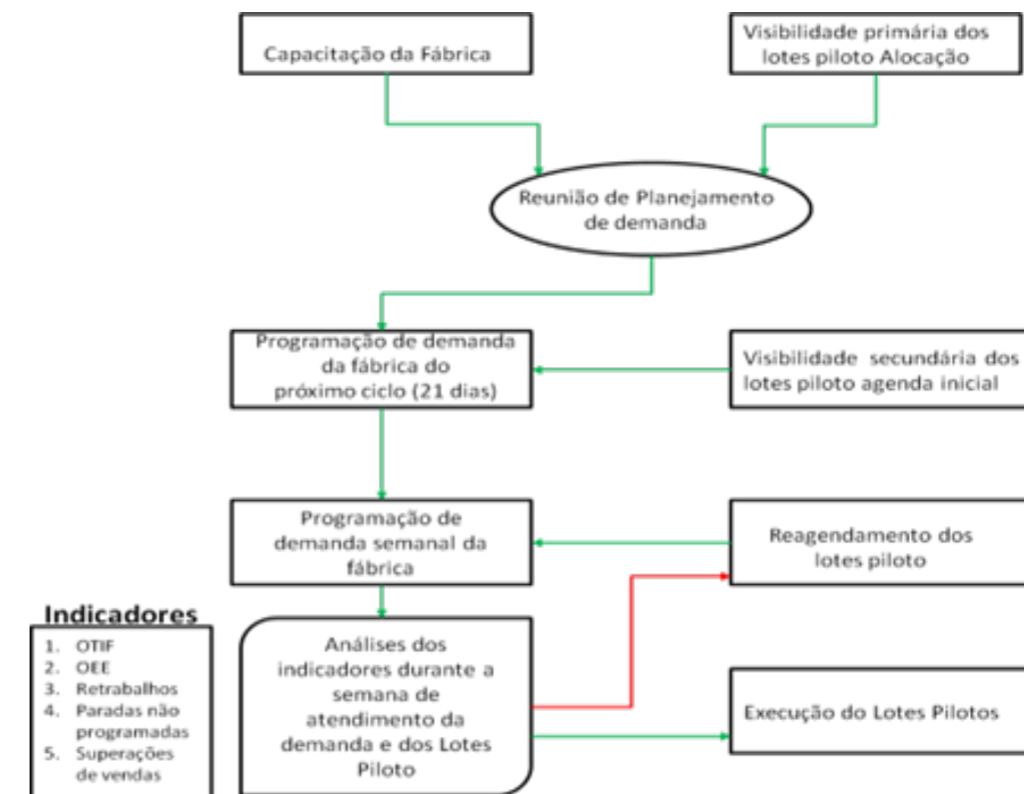 Capacitação da Fábrica
Visibilidade primária dos
lotes piloto Alocação
Reunião de Planejamento
de demanda
Programação de demanda
da fábrica do
próximo ciclo (21 dias)
Visibilidade secundária dos
lotes piloto agenda inicial
Programação de
demanda semanal da
fábrica
Reagendamento dos
lotes piloto
Indicadores
1. OTIF
2. OEE
3. Retrabalhos
4. Paradas não
programadas
5. Superações
de vendas
Análises dos
indicadores durante a
semana de
atendimento da
demanda e dos Lotes
Piloto
Execução do Lotes Pilotos